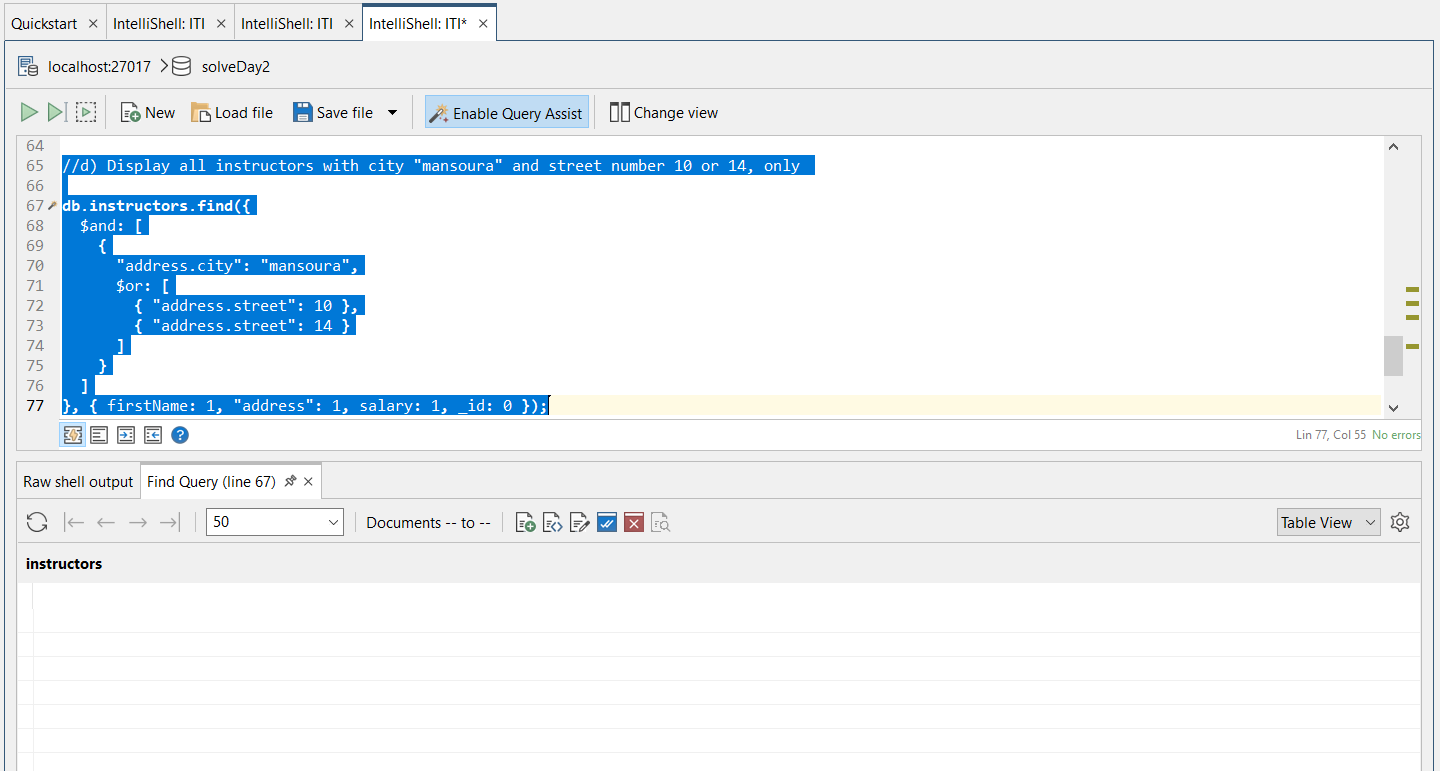 Quickstart × IntelliShell: ITI × IntelliShell: ITI × IntelliShell: ITI* ×
localhost:27017 > solveDay2
New Load file Save file Enable Query Assist Change view
64
65 //d) Display all instructors with city "mansoura" and street number 10 or 14, only
66
67 db.instructors.find({
68 $and: [
69 {
70 "address.city": "mansoura",
71 $or: [
72 { "address.street": 10 },
73 { "address.street": 14 }
74 ]
75 }
76 ]
77 }, { firstName: 1, "address": 1, salary: 1, _id: 0 });
Lin 77, Col 55 No errors
Raw shell output Find Query (line 67) ×
50 Documents -- to -- Table View
instructors